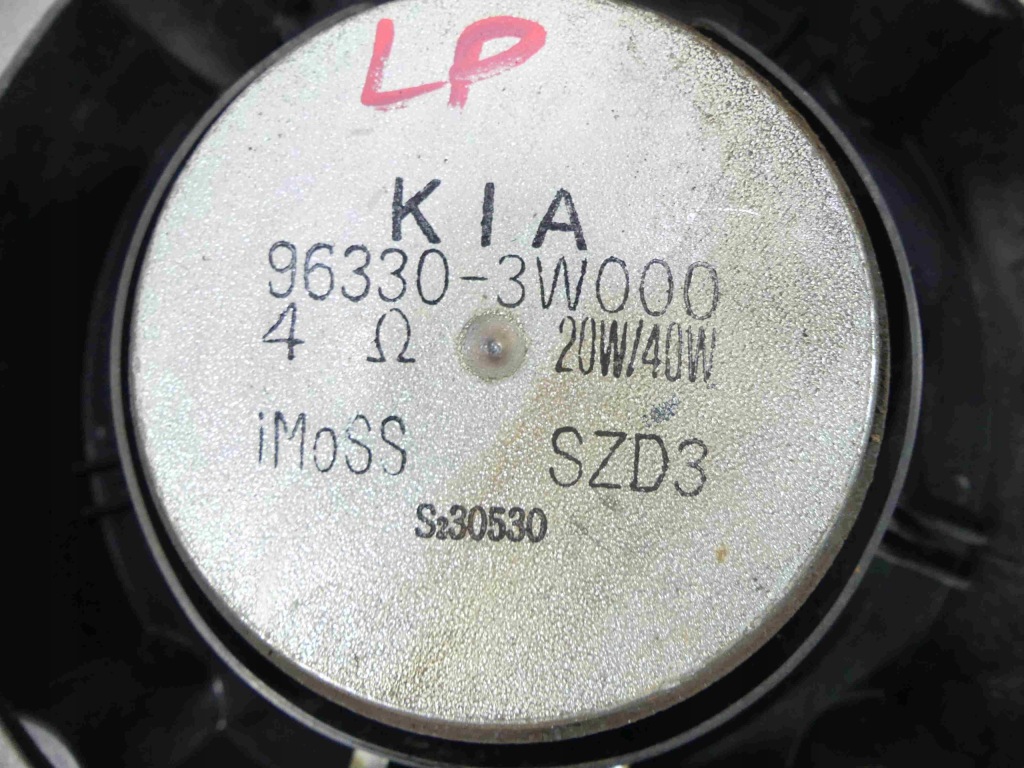 LP
KIA
96330-3W000
4 Ω 20W/40W
iMoSS SZD3
S230530